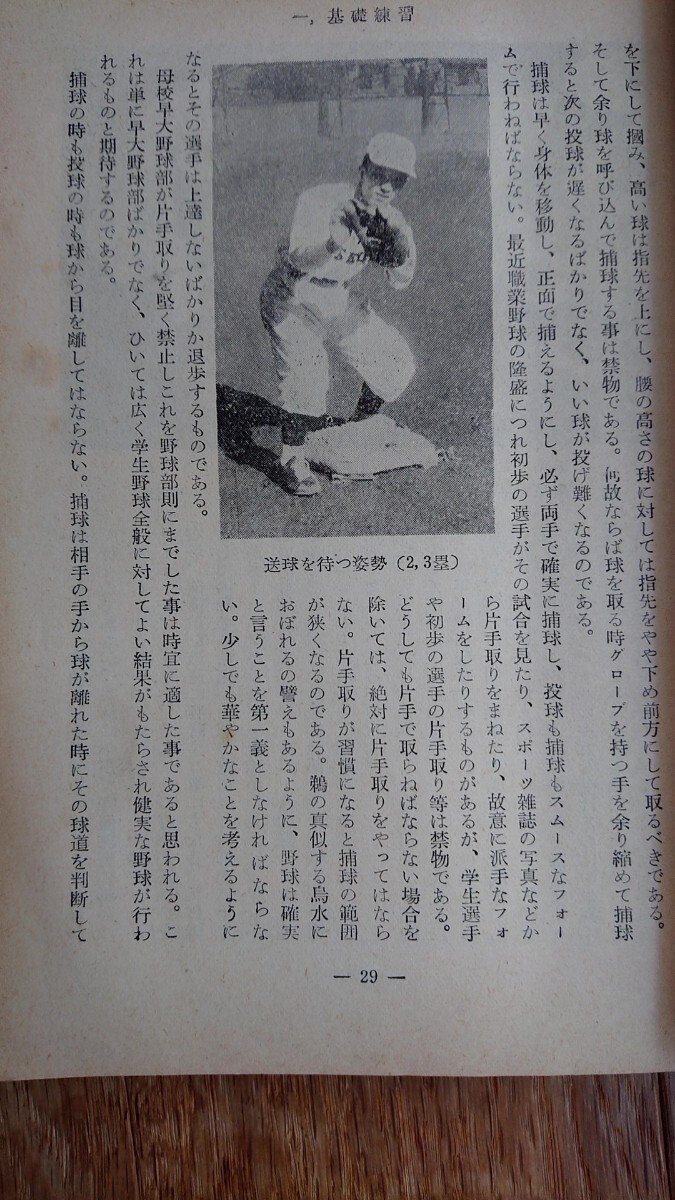 一、基礎練習
を下にして摑み、高い球は指先を上にし、腰の高さの球に対しては指先をやや下め前方にして取るべきである。
そして余り球を呼び込んで捕球する事は禁物である。何故ならば球を取る時グローブを持つ手を余り縮めて捕球
すると次の投球が遅くなるばかりでなく、いい球が投げ難くなるのである。
捕球は早く身体を移動し、正面で捕えるようにし、必ず両手で確実に捕球し、投球も捕球もスムースなフォー
ムで行わねばならない。最近職業野球の隆盛につれ初歩の選手がその試合を見たり、スポーツ雑誌の写真などか
ら片手取りをまねたり、故意に派手なフォ
ームをしたりするものがあるが、学生選手
や初歩の選手の片手取り等は禁物である。
どうしても片手で取らねばならない場合を
除いては、絶対に片手取りをやってはなら
ない。片手取りが習慣になると捕球の範囲
が狭くなるのである。鵜の真似する烏水に
おぼれるの譬えもあるように、野球は確実
と言うことを第一義としなければならな
い。少しでも華やかなことを考えるように
送球を待つ姿勢(2,3塁)
なるとその選手は上達しないばかりか退歩するものである。
母校早大野球部が片手取りを堅く禁止しこれを野球部則にまでした事は時宜に適した事であると思われる。こ
れは単に早大野球部ばかりでなく、ひいては広く学生野球全般に対してよい結果がもたらされ健実な野球が行わ
れるものと期待するのである。
捕球の時も投球の時も球から目を離してはならない。捕球は相手の手から球が離れた時にその球道を判断して
— 29 —